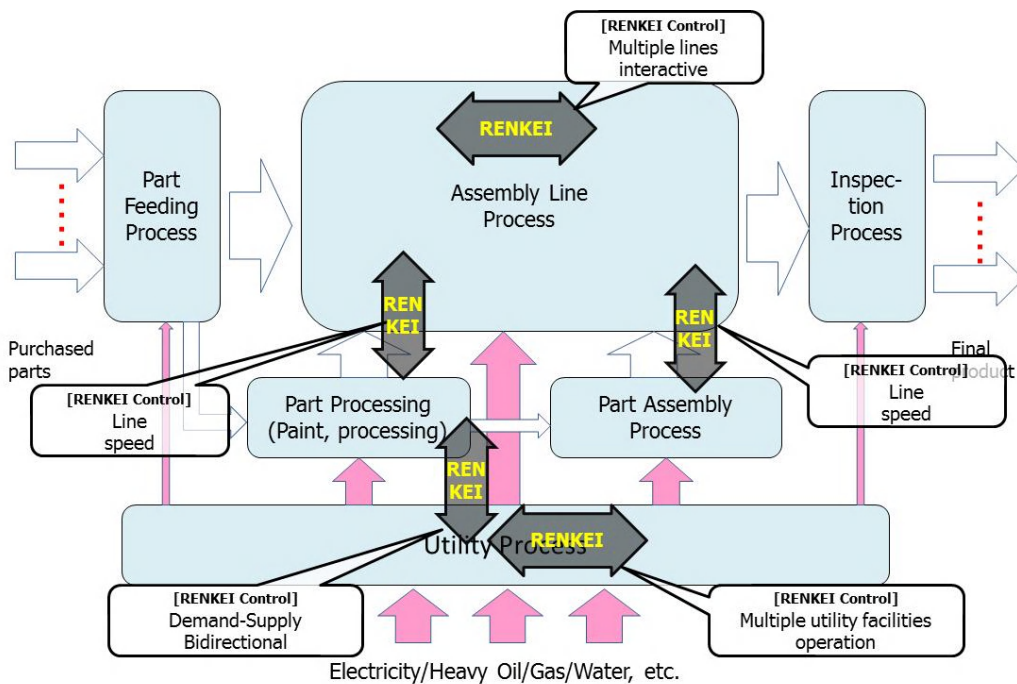 [RENKEI Control]
Multiple lines
interactive
RENKEI
Part
Feeding
Process
Assembly Line
Process
Inspec-
tion
Process
REN
KEI
REN
KEI
Purchased
parts
Final
product
[RENKEI Control]
Line
speed
Part Processing
(Paint, processing)
Part Assembly
Process
[RENKEI Control]
Line
speed
REN
KEI
RENKEI
Utility Process
[RENKEI Control]
Demand-Supply
Bidirectional
[RENKEI Control]
Multiple utility facilities
operation
Electricity/Heavy Oil/Gas/Water, etc.